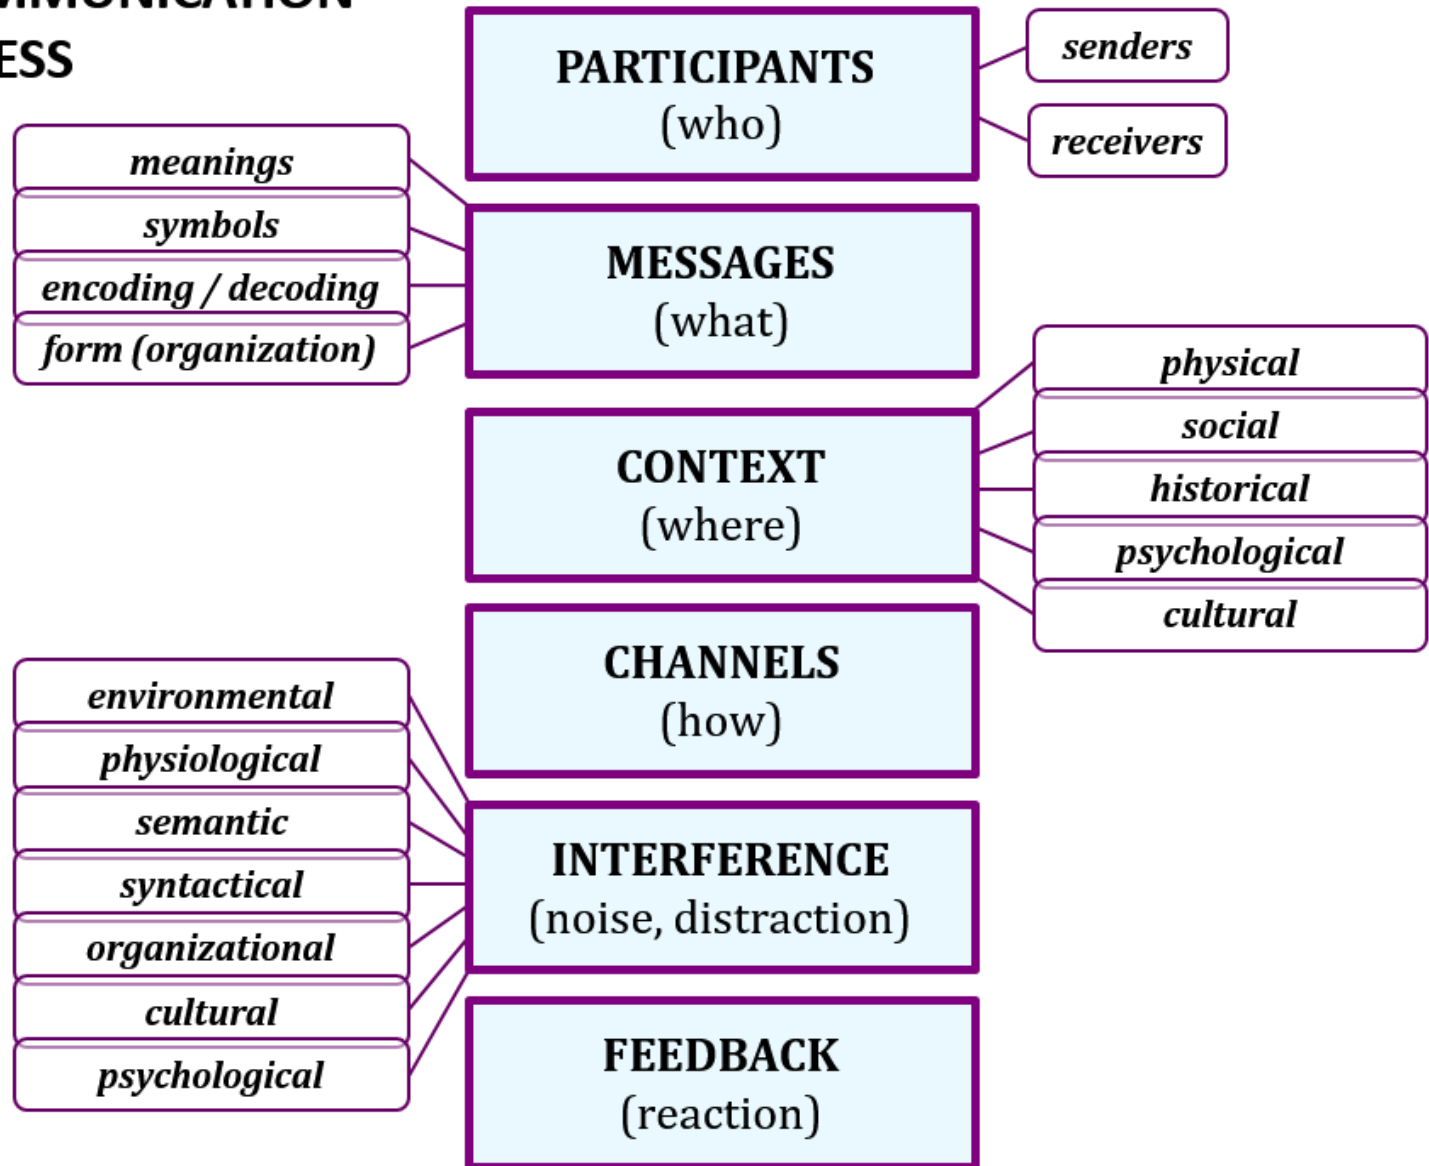 ESS
PARTICIPANTS
(who)
senders
receivers
meanings
symbols
encoding / decoding
form (organization)
MESSAGES
(what)
CONTEXT
(where)
physical
social
historical
psychological
cultural
CHANNELS
(how)
environmental
physiological
semantic
syntactical
organizational
cultural
psychological
INTERFERENCE
(noise, distraction)
FEEDBACK
(reaction)